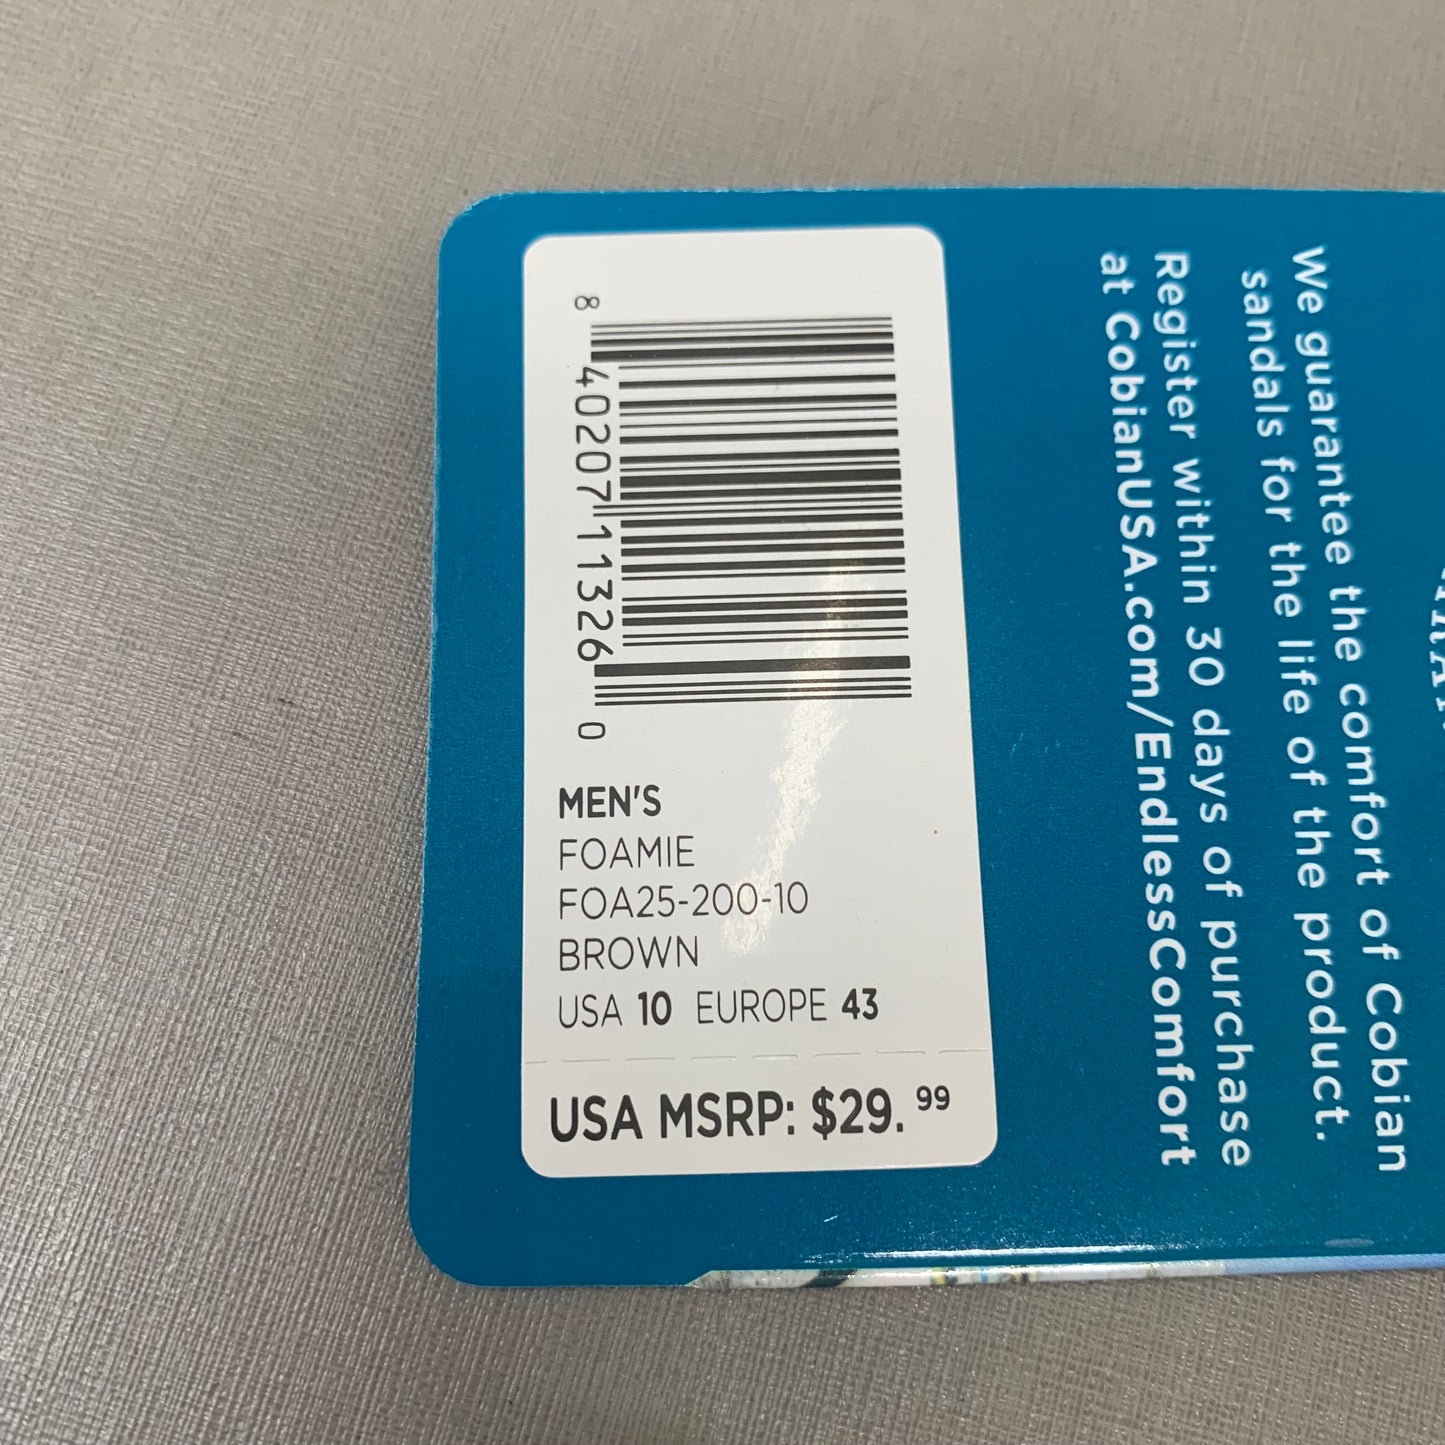 8 40207 11326 0
MEN'S
FOAMIE
FOA25-200-10
BROWN
USA 10 EUROPE 43
USA MSRP: $29.99
We guarantee the comfort of Cobian
sandals for the life of the product.
Register within 30 days of purchase
at CobianUSA.com/EndlessComfort